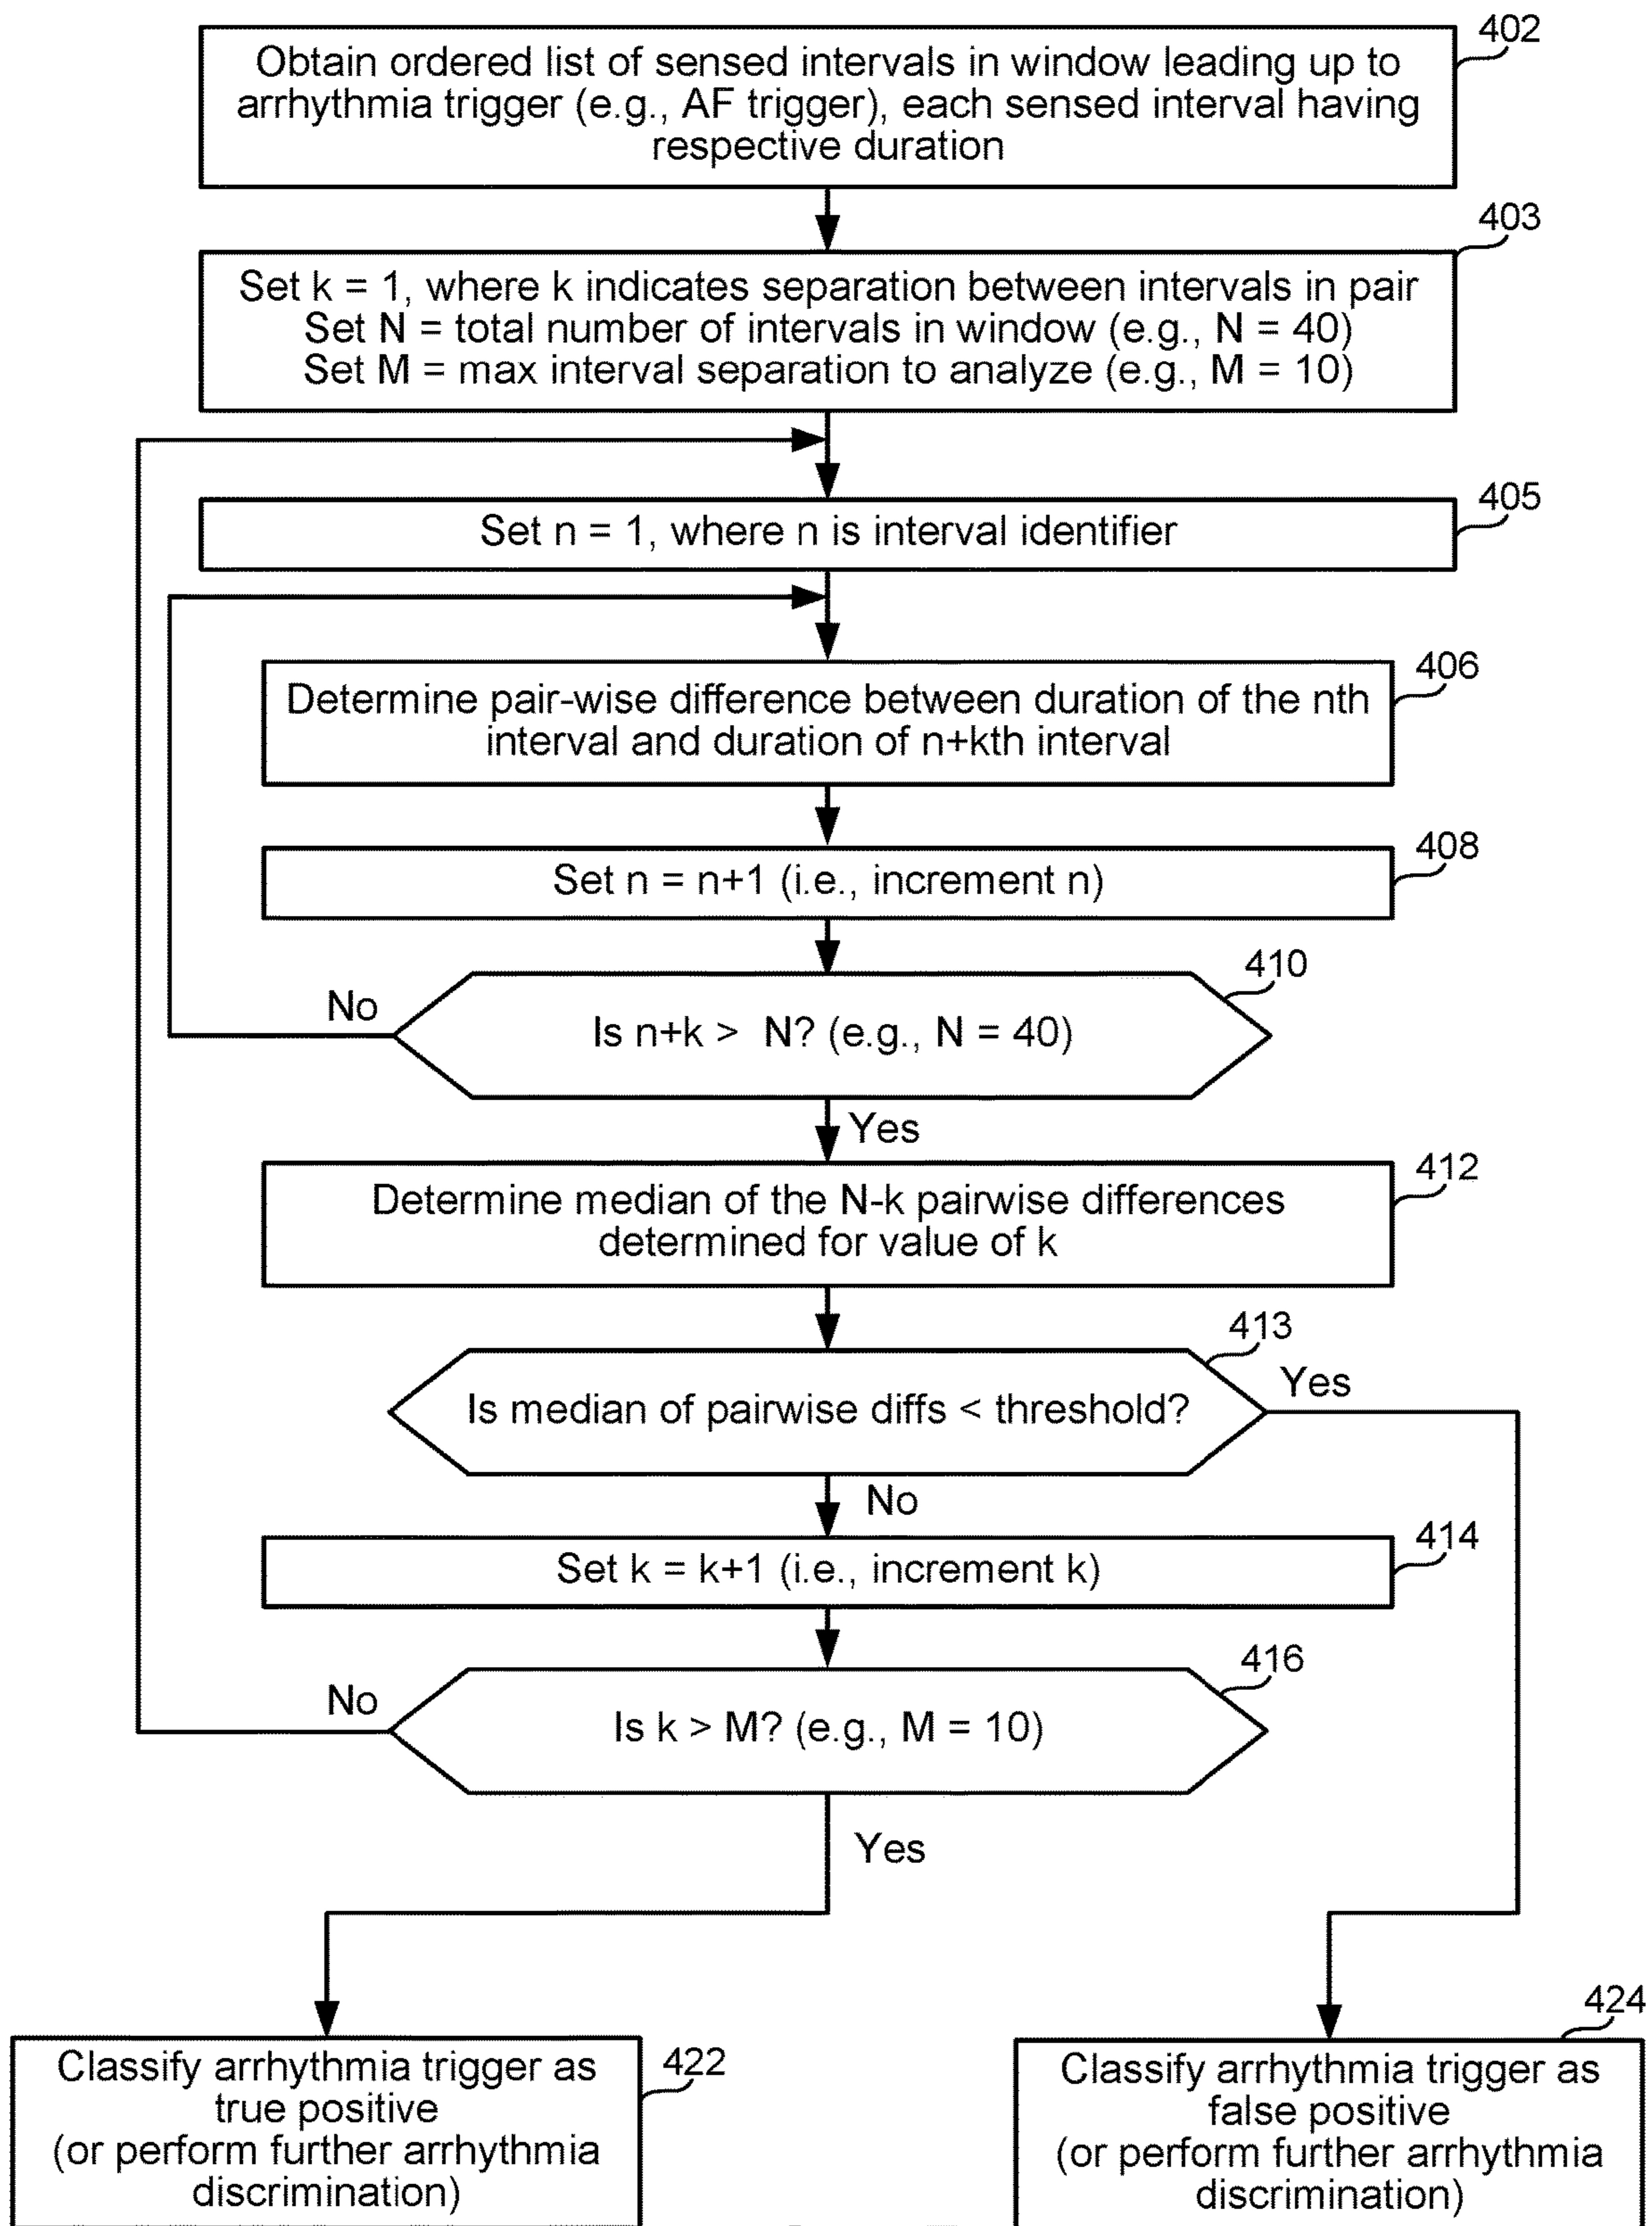 402
Obtain ordered list of sensed intervals in window leading up to
arrhythmia trigger (e.g., AF trigger), each sensed interval having
respective duration
403
Set k = 1, where k indicates separation between intervals in pair
Set N = total number of intervals in window (e.g., N = 40)
Set M = max interval separation to analyze (e.g., M = 10)
405
Set n = 1, where n is interval identifier
406
Determine pair-wise difference between duration of the nth
interval and duration of n+kth interval
408
Set n = n+1 (i.e., increment n)
410
No
Is n+k > N? (e.g., N = 40)
Yes
412
Determine median of the N-k pairwise differences
determined for value of k
413
Yes
Is median of pairwise diffs < threshold?
No
414
Set k = k+1 (i.e., increment k)
416
No
Is k > M? (e.g., M = 10)
Yes
422
Classify arrhythmia trigger as
true positive
(or perform further arrhythmia
discrimination)
424
Classify arrhythmia trigger as
false positive
(or perform further arrhythmia
discrimination)